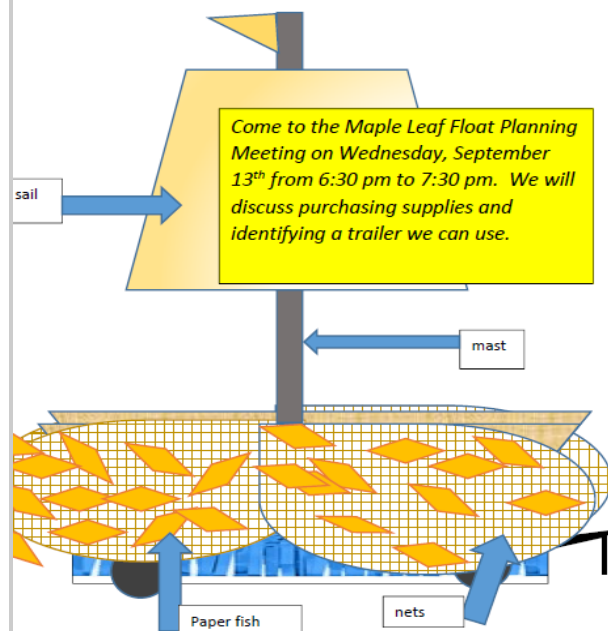 Come to the Maple Leaf Float Planning
Meeting on Wednesday, September
13th from 6:30 pm to 7:30 pm.  We will
discuss purchasing supplies and
identifying a trailer we can use.
sail
mast
Paper fish
nets